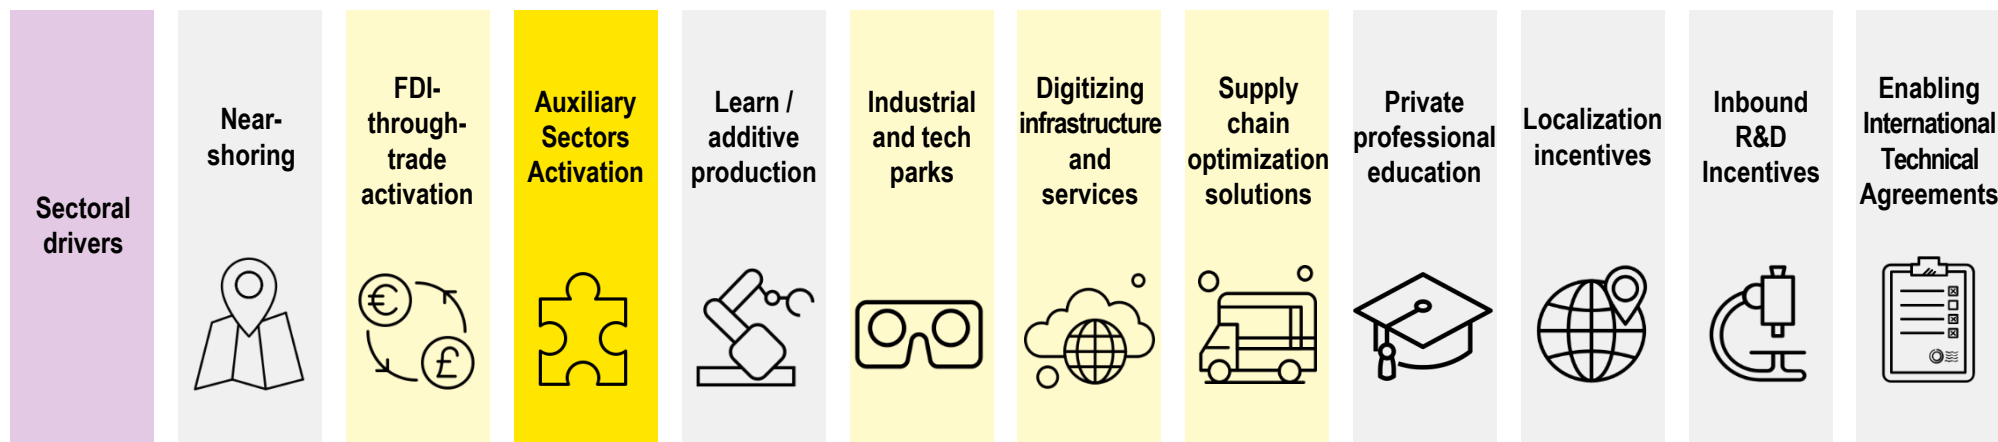 Sectoral
drivers
Near-
shoring
FDI-
through-
trade
activation
Auxiliary
Sectors
Activation
Learn /
additive
production
Industrial
and tech
parks
Digitizing
infrastructure
and
services
Supply
chain
optimization
solutions
Private
professional
education
Localization
incentives
Inbound
R&D
Incentives
Enabling
International
Technical
Agreements